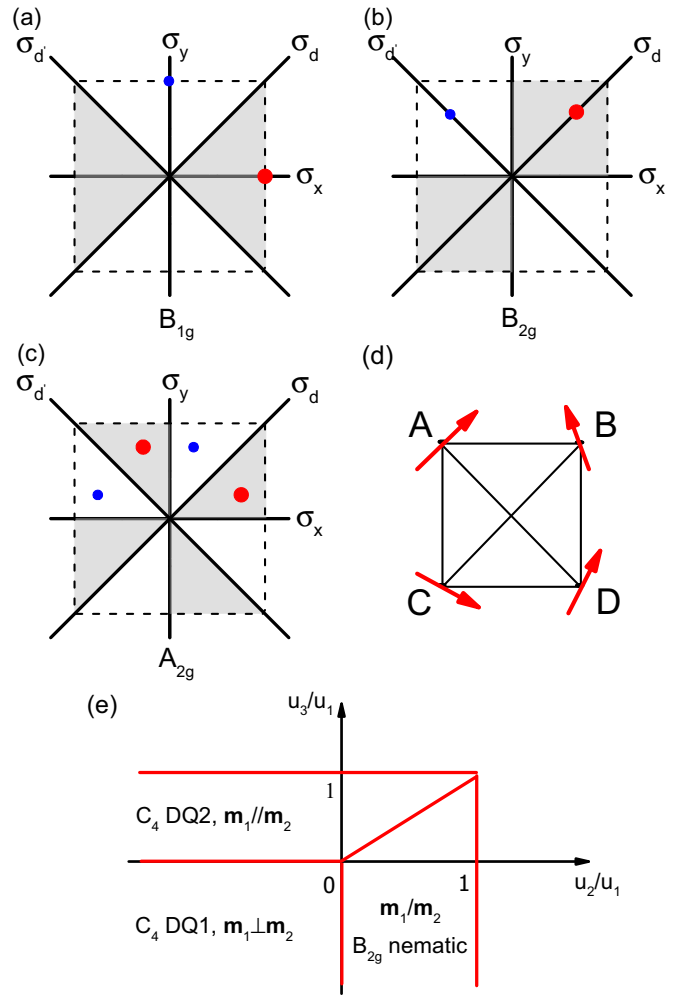 (a)
(b)
σd'
σy
σd
σd'
σy
σd
σx
σx
B1g
B2g
(c)
(d)
σd'
σy
σd
A
B
σx
C
D
A2g
(e)
u3/u1
1
C4 DQ2, m1//m2
0
1
u2/u1
m1/m2
C4 DQ1, m1⊥m2
B2g nematic